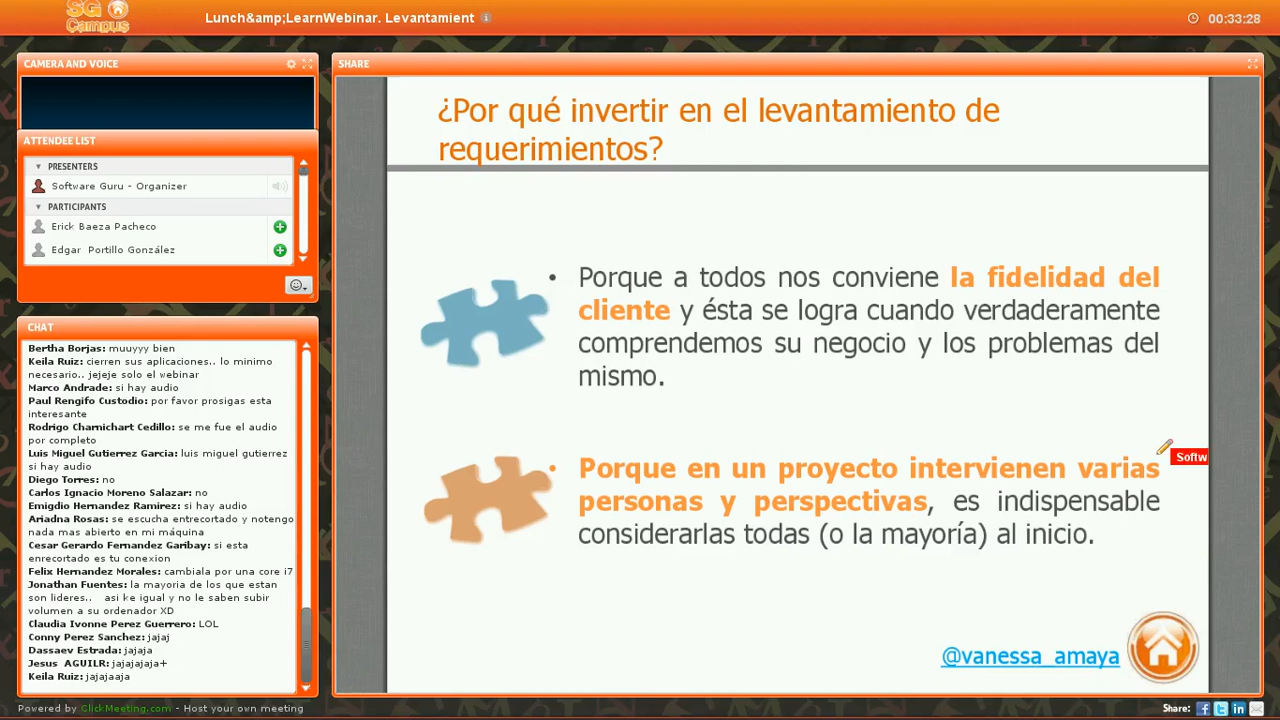 SG
Campus
Lunch&amp;LearnWebinar. Levantamient
00:33:28
CAMERA AND VOICE
ATTENDEE LIST
PRESENTERS
Software Guru - Organizer
PARTICIPANTS
Erick Baeza Pacheco
Edgar Portillo González
CHAT
Bertha Borjas: muuyyy bien
Keila Ruiz: cierren sus aplicaciones.. lo minimo
necesario.. jejeje solo el webinar
Marco Andrade: si hay audio
Paul Rengifo Custodio: por favor prosigas esta
interesante
Rodrigo Charnichart Cedillo: se me fue el audio
por completo
Luis Miguel Gutierrez Garcia: luis miguel gutierrez
si hay audio
Diego Torres: no
Carlos Ignacio Moreno Salazar: no
Emigdio Hernandez Ramirez: si hay audio
Ariadna Rosas: se escucha entrecortado y notengo
nada mas abierto en mi máquina
Cesar Gerardo Fernandez Garibay: si esta
enrecortado es tu conexion
Felix Hernandez Morales: cambiala por una core i7
Jonathan Fuentes: la mayoria de los que estan
son lideres.. asi ke igual y no le saben subir
volumen a su ordenador XD
Claudia Ivonne Perez Guerrero: LOL
Conny Perez Sanchez: jajaj
Dassaev Estrada: jajaja
Jesus AGUILR: jajajajaja+
Keila Ruiz: jajajaaja
SHARE
¿Por qué invertir en el levantamiento de
requerimientos?
• Porque a todos nos conviene la fidelidad del
cliente y ésta se logra cuando verdaderamente
comprendemos su negocio y los problemas del
mismo.
• Porque en un proyecto intervienen varias
personas y perspectivas, es indispensable
considerarlas todas (o la mayoría) al inicio.
Softw
@vanessa_amaya
Powered by ClickMeeting.com - Host your own meeting
Share: